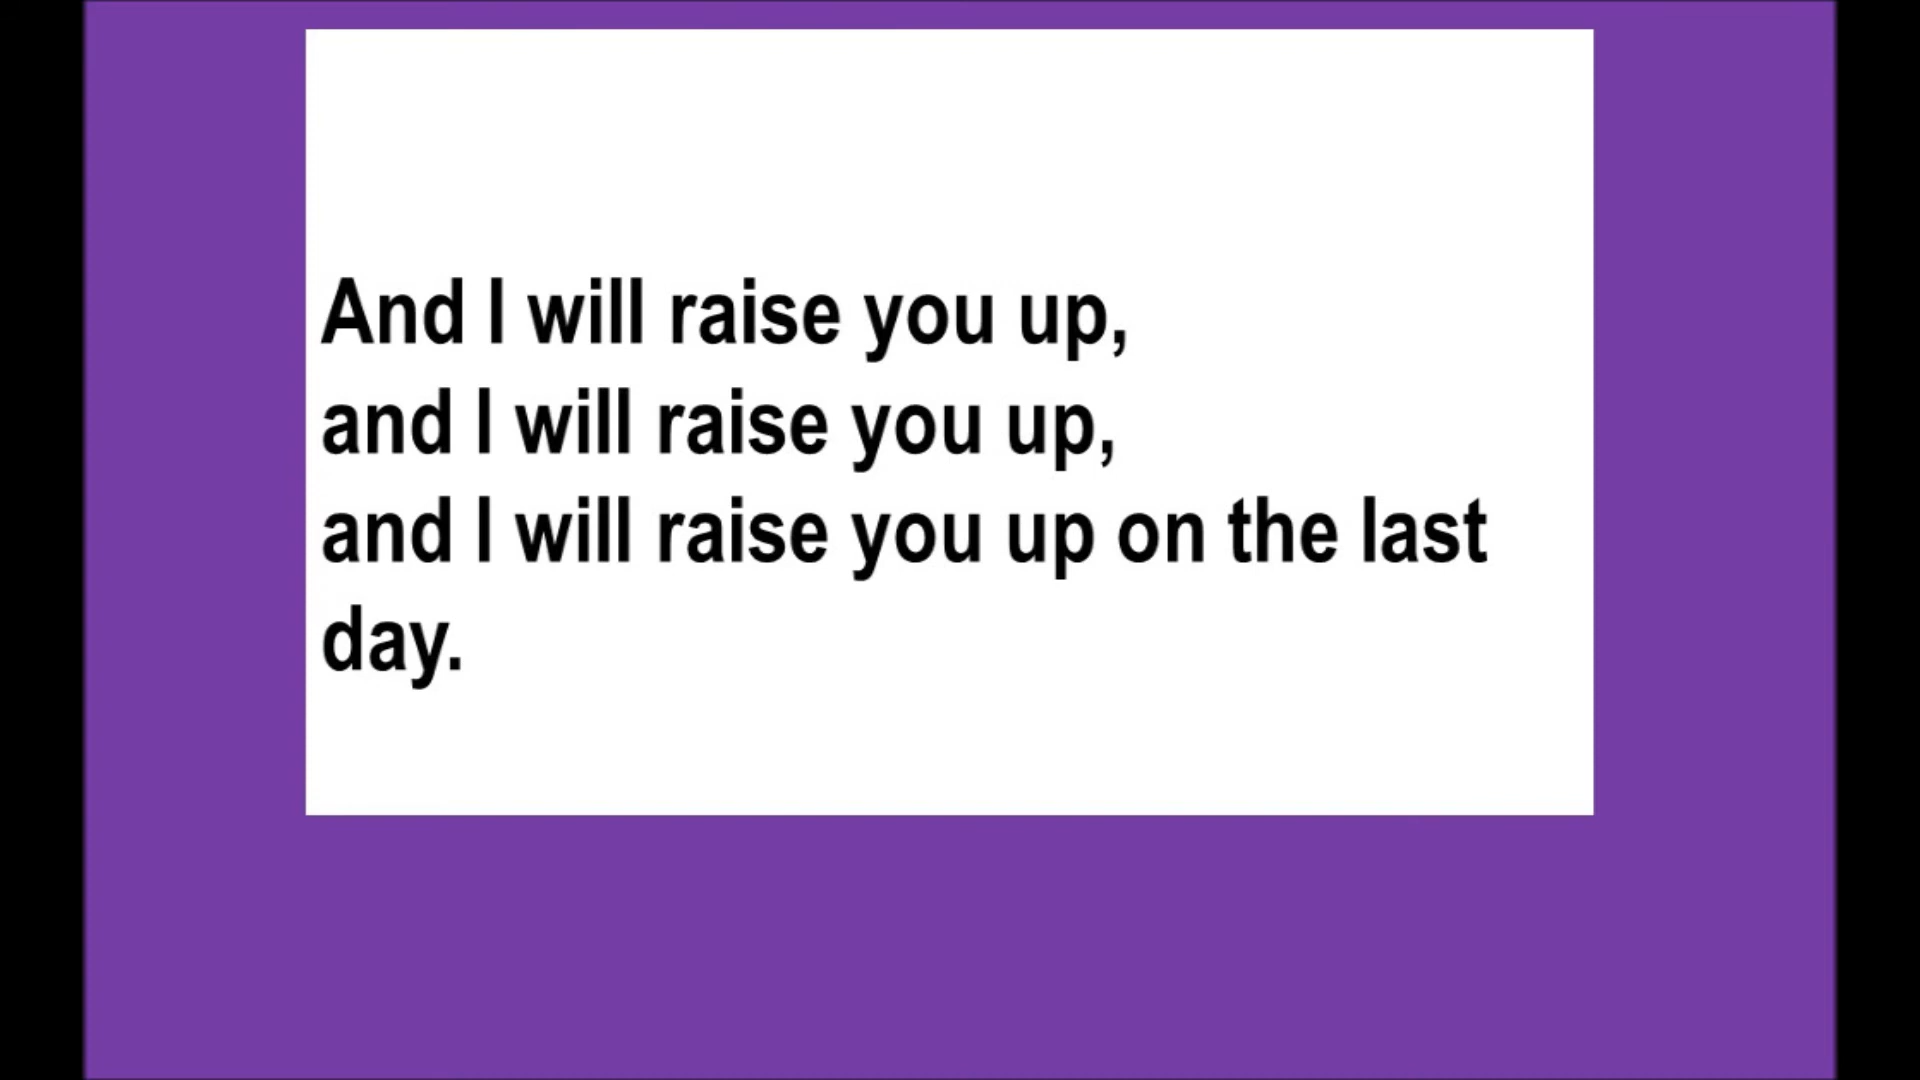 And I will raise you up,
and I will raise you up,
and I will raise you up on the last
day.